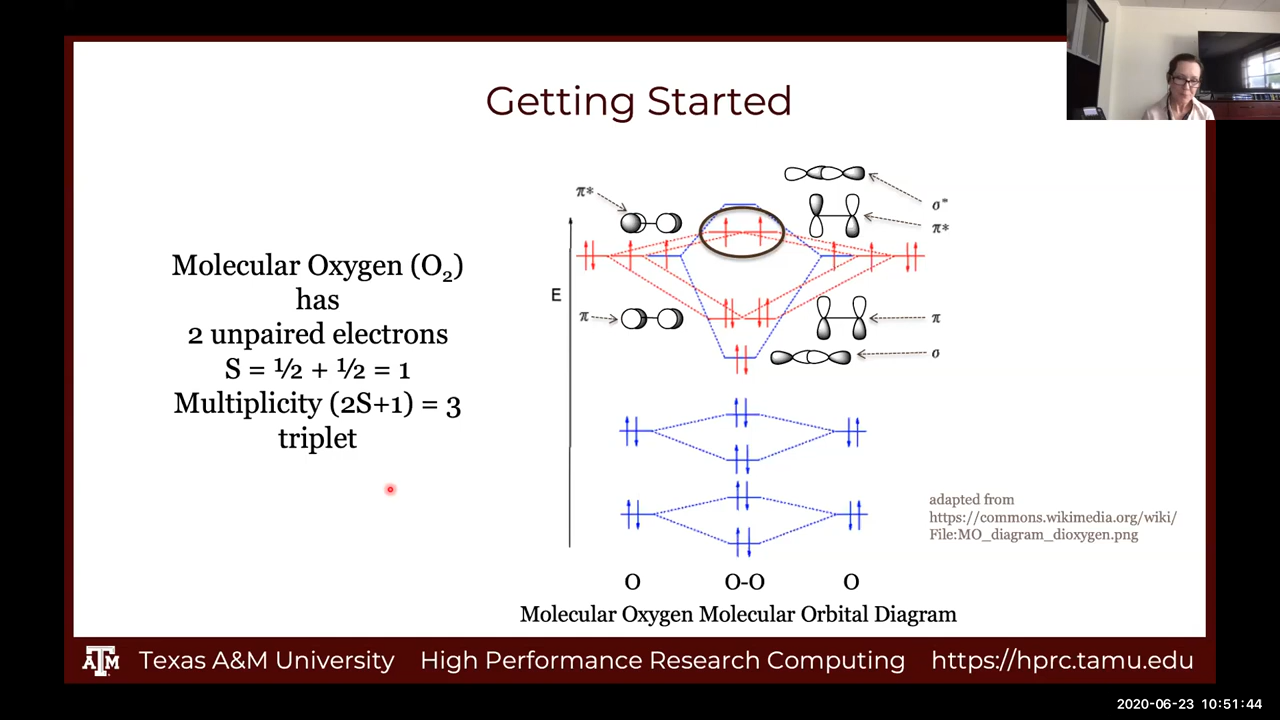 Getting Started
Molecular Oxygen (O₂)
has
2 unpaired electrons
S = ½ + ½ = 1
Multiplicity (2S+1) = 3
triplet
π*
σ*
π*
E
π
π
σ
adapted from
https://commons.wikimedia.org/wiki/
File:MO_diagram_dioxygen.png
O
O-O
O
Molecular Oxygen Molecular Orbital Diagram
ATM Texas A&M University High Performance Research Computing https://hprc.tamu.edu
2020-06-23 10:51:44